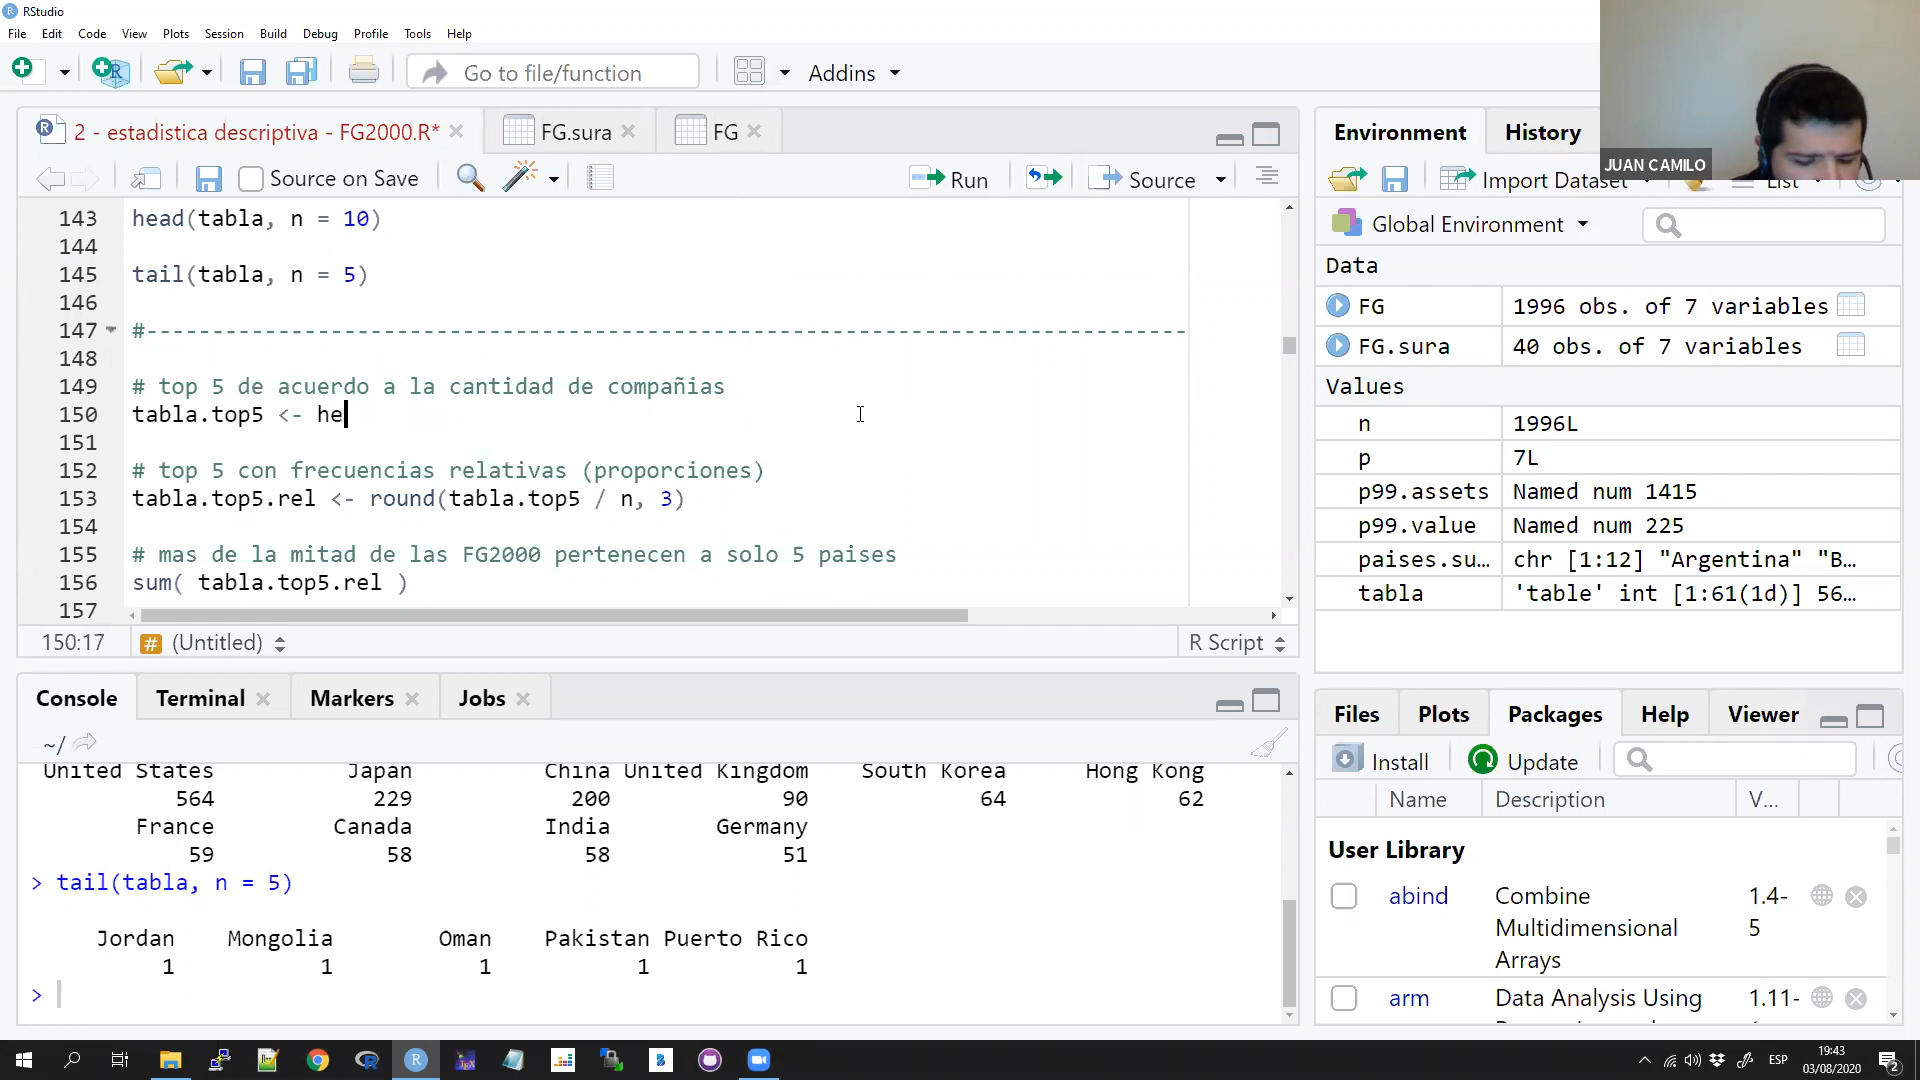 RStudio
File Edit Code View Plots Session Build Debug Profile Tools Help
Go to file/function Addins
2 - estadistica descriptiva - FG2000.R* FG.sura FG
Source on Save Run Source
143 head(tabla, n = 10)
144
145 tail(tabla, n = 5)
146
147 #-------------------------------------------------------------------------------
148
149 # top 5 de acuerdo a la cantidad de compañias
150 tabla.top5 <- he
151
152 # top 5 con frecuencias relativas (proporciones)
153 tabla.top5.rel <- round(tabla.top5 / n, 3)
154
155 # mas de la mitad de las FG2000 pertenecen a solo 5 paises
156 sum( tabla.top5.rel )
157
150:17 # (Untitled) R Script
Console Terminal Markers Jobs
~/
United States Japan China United Kingdom South Korea Hong Kong
564 229 200 90 64 62
France Canada India Germany
59 58 58 51
> tail(tabla, n = 5)
Jordan Mongolia Oman Pakistan Puerto Rico
1 1 1 1 1
>
Environment History
JUAN CAMILO
Import Dataset List
Global Environment
Data
FG 1996 obs. of 7 variables
FG.sura 40 obs. of 7 variables
Values
n 1996L
p 7L
p99.assets Named num 1415
p99.value Named num 225
paises.su… chr [1:12] "Argentina" "B…
tabla 'table' int [1:61(1d)] 56…
Files Plots Packages Help Viewer
Install Update
Name Description V...
User Library
abind Combine Multidimensional Arrays 1.4-5
arm Data Analysis Using 1.11-
ESP
19:43
03/08/2020
2